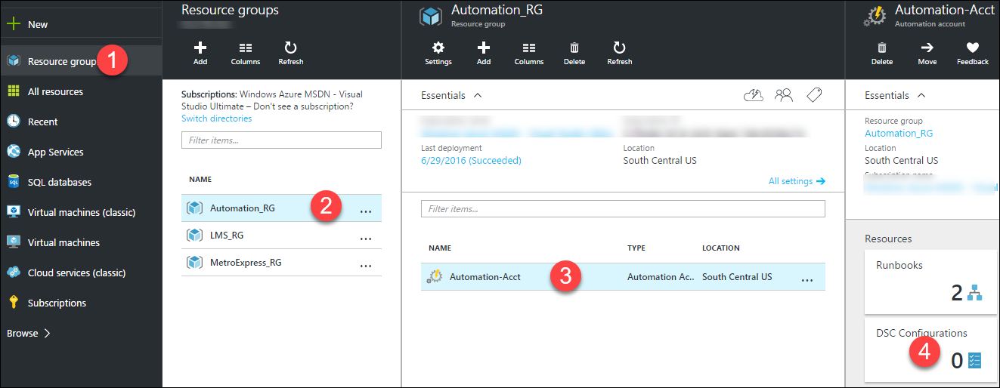 New
Resource group
1
All resources
Recent
App Services
SQL databases
Virtual machines (classic)
Virtual machines
Cloud services (classic)
Subscriptions
Browse
Resource groups
Add
Columns
Refresh
Subscriptions: Windows Azure MSDN - Visual
Studio Ultimate – Don't see a subscription?
Switch directories
Filter items...
NAME
Automation_RG
2
...
LMS_RG
...
MetroExpress_RG
...
Automation_RG
Resource group
Settings
Add
Columns
Delete
Refresh
Essentials
Last deployment
Location
6/29/2016 (Succeeded)
South Central US
All settings
Filter items...
NAME TYPE LOCATION
Automation-Acct 3 Automation Ac.. South Central US ...
Automation-Acct
Automation account
Delete
Move
Feedback
Essentials
Resource group
Automation_RG
Location
South Central US
Subscription name
Resources
Runbooks
2
DSC Configurations
4
0
SQL